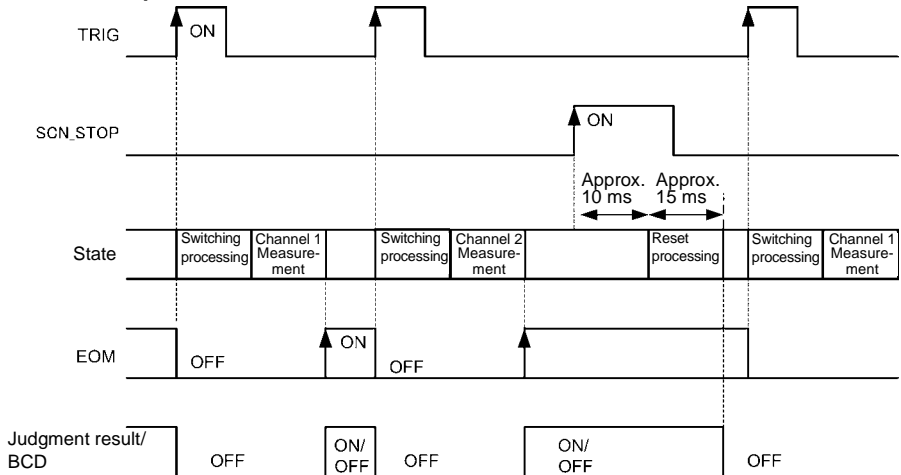 TRIG
ON
SCN_STOP
ON
Approx.
10 ms
Approx.
15 ms
State
Switching
processing
Channel 1
Measure-
ment
Switching
processing
Channel 2
Measure-
ment
Reset
processing
Switching
processing
Channel 1
Measure-
ment
EOM
OFF
ON
OFF
Judgment result/
BCD
OFF
ON/
OFF
OFF
ON/
OFF
OFF